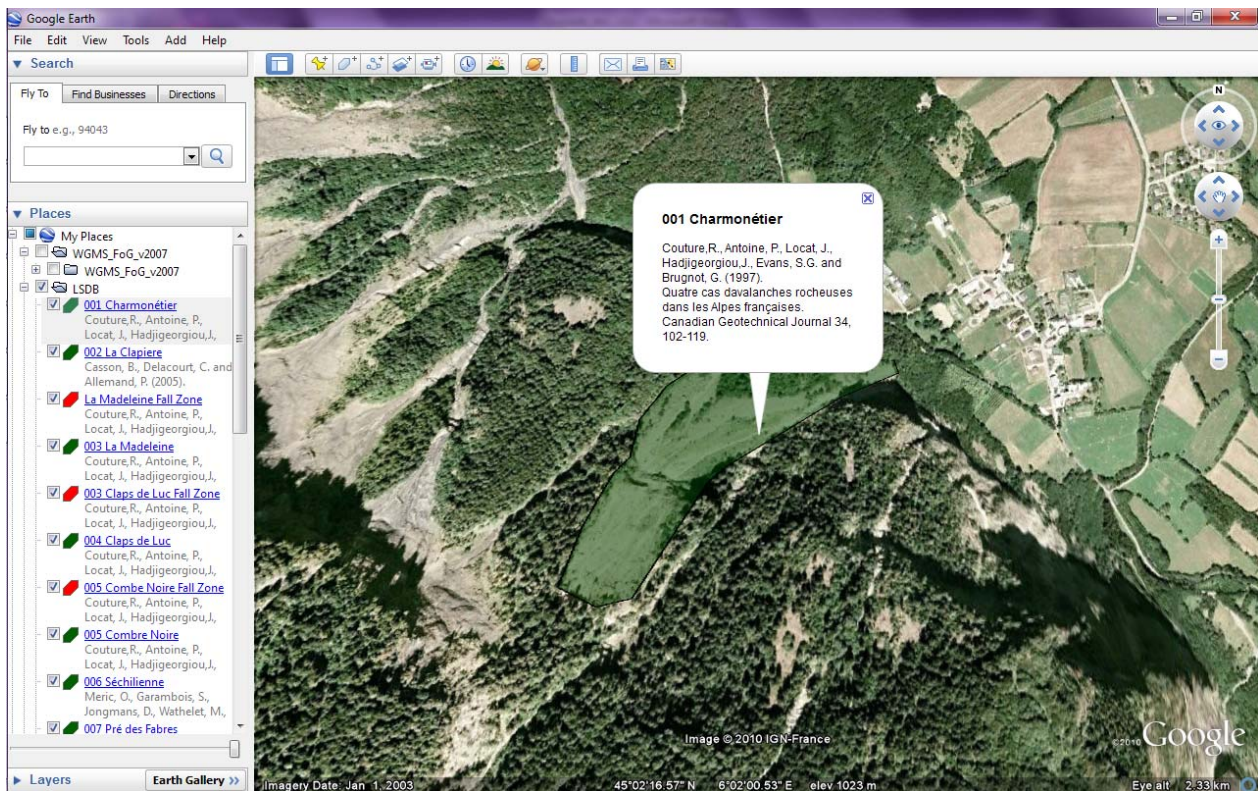 Google Earth
File Edit View Tools Add Help
Search
Fly To Find Businesses Directions
Fly to e.g., 94043
Places
My Places
WGMS_FoG_v2007
WGMS_FoG_v2007
LSDB
001 Charmonétier
Couture,R., Antoine, P.,
Locat, J., Hadjigeorgiou,J.,
002 La Clapiere
Casson, B., Delacourt, C. and
Allemand, P. (2005).
La Madeleine Fall Zone
Couture,R., Antoine, P.,
Locat, J., Hadjigeorgiou,J.,
003 La Madeleine
Couture,R., Antoine, P.,
Locat, J., Hadjigeorgiou,J.,
003 Claps de Luc Fall Zone
Couture,R., Antoine, P.,
Locat, J., Hadjigeorgiou,J.,
004 Claps de Luc
Couture,R., Antoine, P.,
Locat, J., Hadjigeorgiou,J.,
005 Combe Noire Fall Zone
Couture,R., Antoine, P.,
Locat, J., Hadjigeorgiou,J.,
005 Combre Noire
Couture,R., Antoine, P.,
Locat, J., Hadjigeorgiou,J.,
006 Séchilienne
Meric, O., Garambois, S.,
Jongmans, D., Wathelet, M.,
007 Pré des Fabres
Layers Earth Gallery >>
N
001 Charmonétier
Couture,R., Antoine, P., Locat, J.,
Hadjigeorgiou,J., Evans, S.G. and
Brugnot, G. (1997).
Quatre cas davalanches rocheuses
dans les Alpes françaises.
Canadian Geotechnical Journal 34,
102-119.
Image © 2010 IGN-France
©2010 Google
Imagery Date: Jan 1, 2003 45°02'16.57" N 6°02'00.53" E elev 1023 m Eye alt 2.33 km